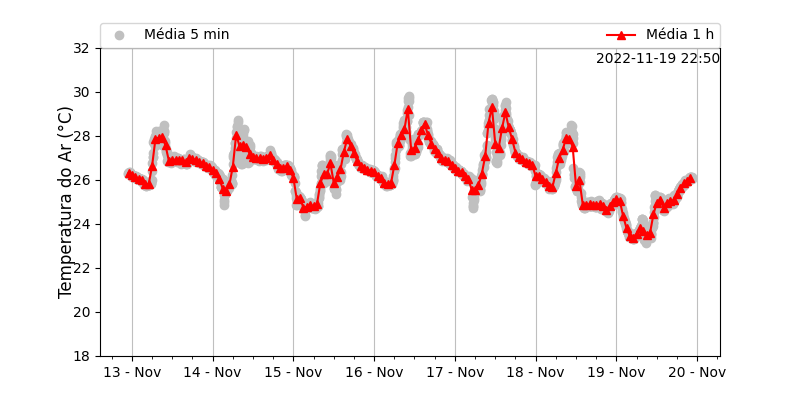 Média 5 min
Média 1 h
2022-11-19 22:50
Temperatura do Ar (°C)
32
30
28
26
24
22
20
18
13 - Nov
14 - Nov
15 - Nov
16 - Nov
17 - Nov
18 - Nov
19 - Nov
20 - Nov